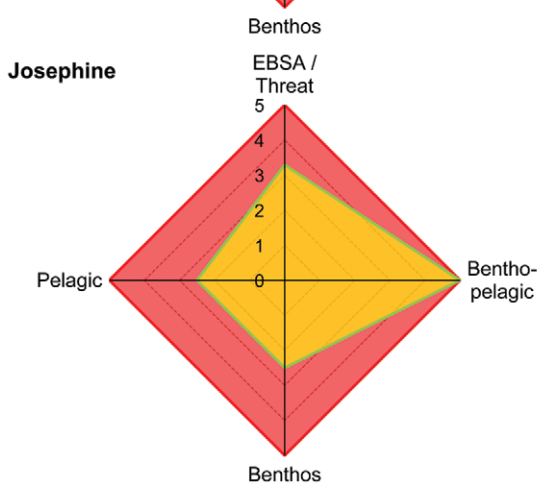 Benthos
Josephine
EBSA /
Threat
5
4
3
2
1
0
Pelagic
Bentho-
pelagic
Benthos